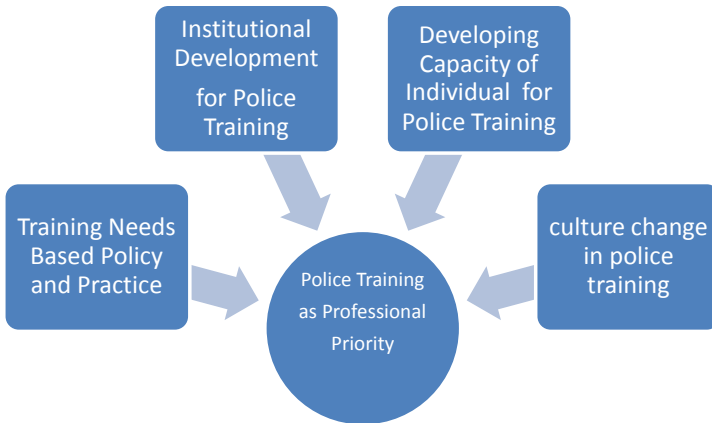 Institutional
Development
for Police
Training
Developing
Capacity of
Individual for
Police Training
Training Needs
Based Policy
and Practice
culture change
in police
training
Police Training
as Professional
Priority